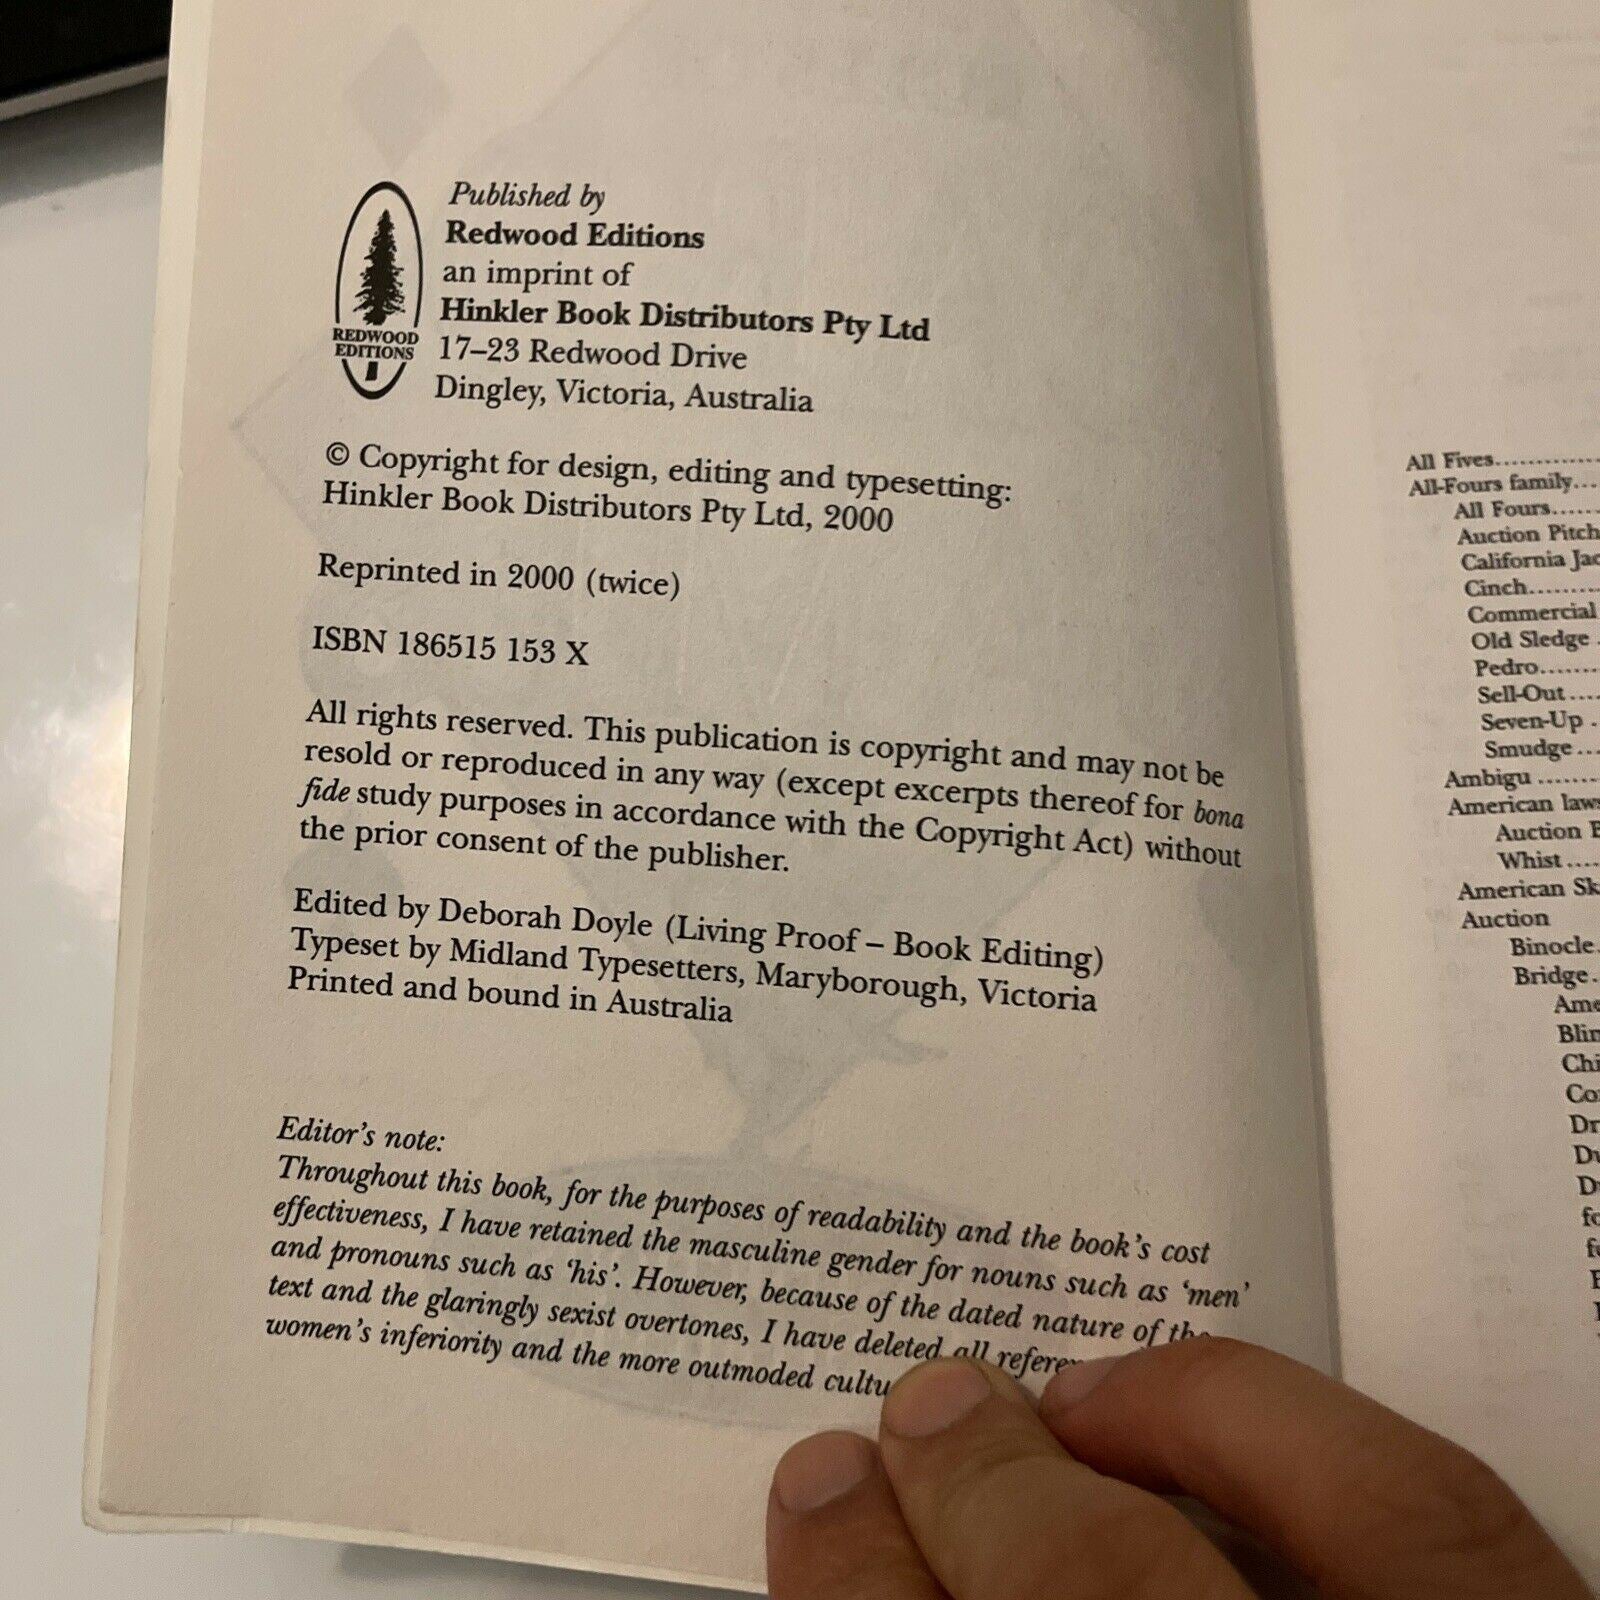 Published by
Redwood Editions
an imprint of
Hinkler Book Distributors Pty Ltd
17–23 Redwood Drive
Dingley, Victoria, Australia
REDWOOD
EDITIONS
© Copyright for design, editing and typesetting:
Hinkler Book Distributors Pty Ltd, 2000
Reprinted in 2000 (twice)
ISBN 186515 153 X
All rights reserved. This publication is copyright and may not be
resold or reproduced in any way (except excerpts thereof for bona
fide study purposes in accordance with the Copyright Act) without
the prior consent of the publisher.
Edited by Deborah Doyle (Living Proof – Book Editing)
Typeset by Midland Typesetters, Maryborough, Victoria
Printed and bound in Australia
Editor's note:
Throughout this book, for the purposes of readability and the book's cost
effectiveness, I have retained the masculine gender for nouns such as 'men'
and pronouns such as 'his'. However, because of the dated nature of the
text and the glaringly sexist overtones, I have deleted all
women's inferiority and the more outmoded
All Fives
All-Fours family
All Fours
Auction Pitch
California
Cinch
Commercial
Old Sledge
Pedro
Sell-Out
Seven-Up
Smudge
Ambigu
American laws
Auction
Whist
American
Auction
Binocle
Bridge